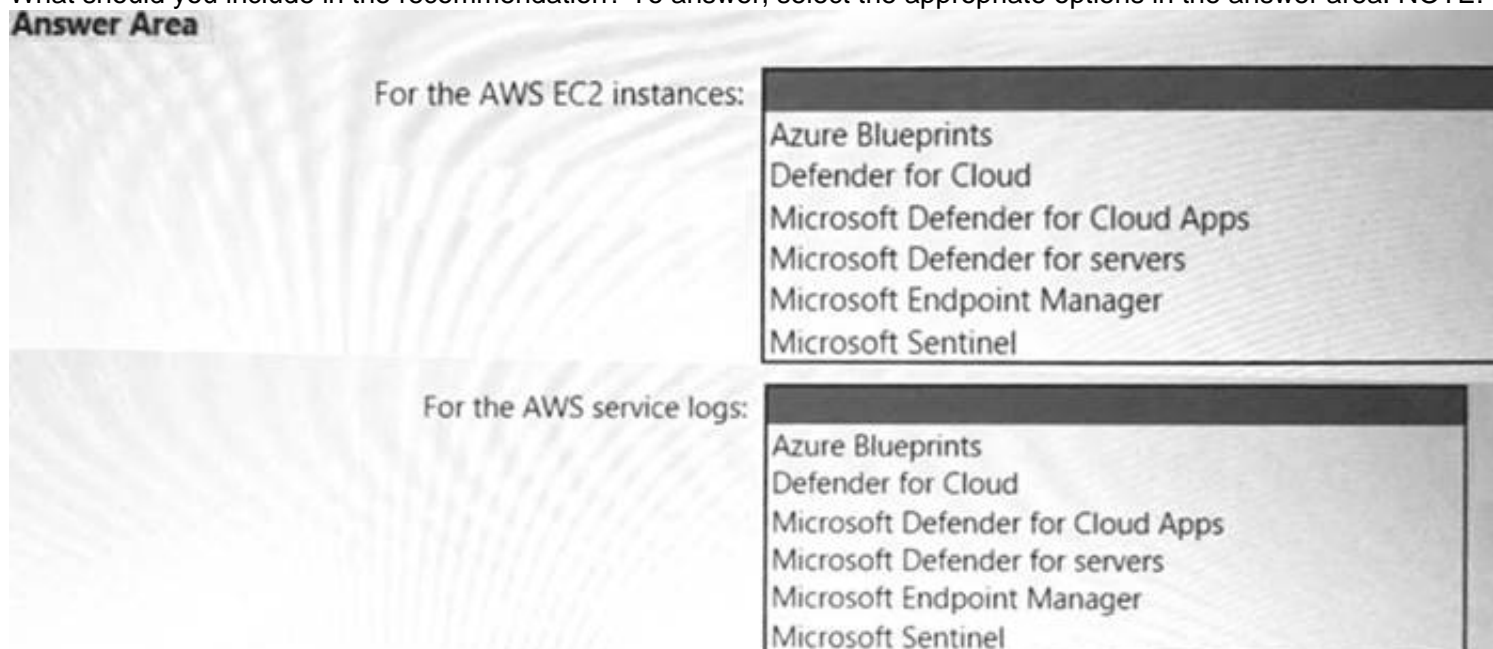 What should you include in the recommendation? To answer, select the appropriate options in the answer area. NOTE:
Answer Area
For the AWS EC2 instances:
Azure Blueprints
Defender for Cloud
Microsoft Defender for Cloud Apps
Microsoft Defender for servers
Microsoft Endpoint Manager
Microsoft Sentinel
For the AWS service logs:
Azure Blueprints
Defender for Cloud
Microsoft Defender for Cloud Apps
Microsoft Defender for servers
Microsoft Endpoint Manager
Microsoft Sentinel